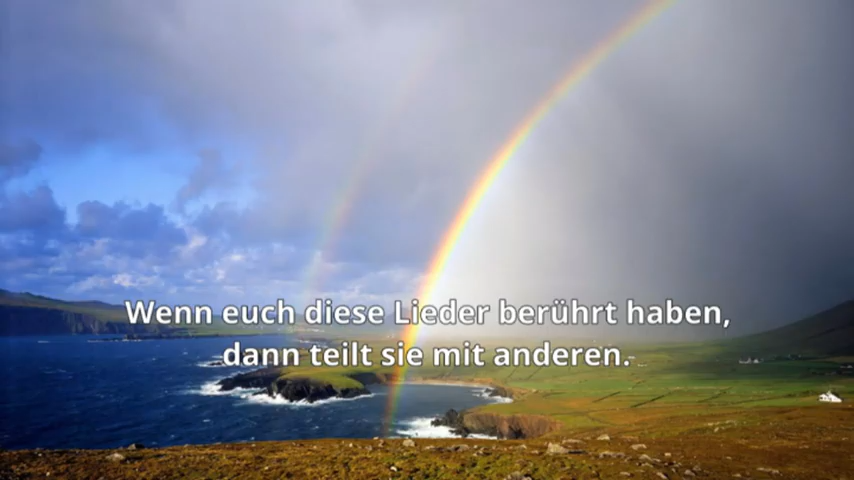 Wenn euch diese Lieder berührt haben,
dann teilt sie mit anderen.